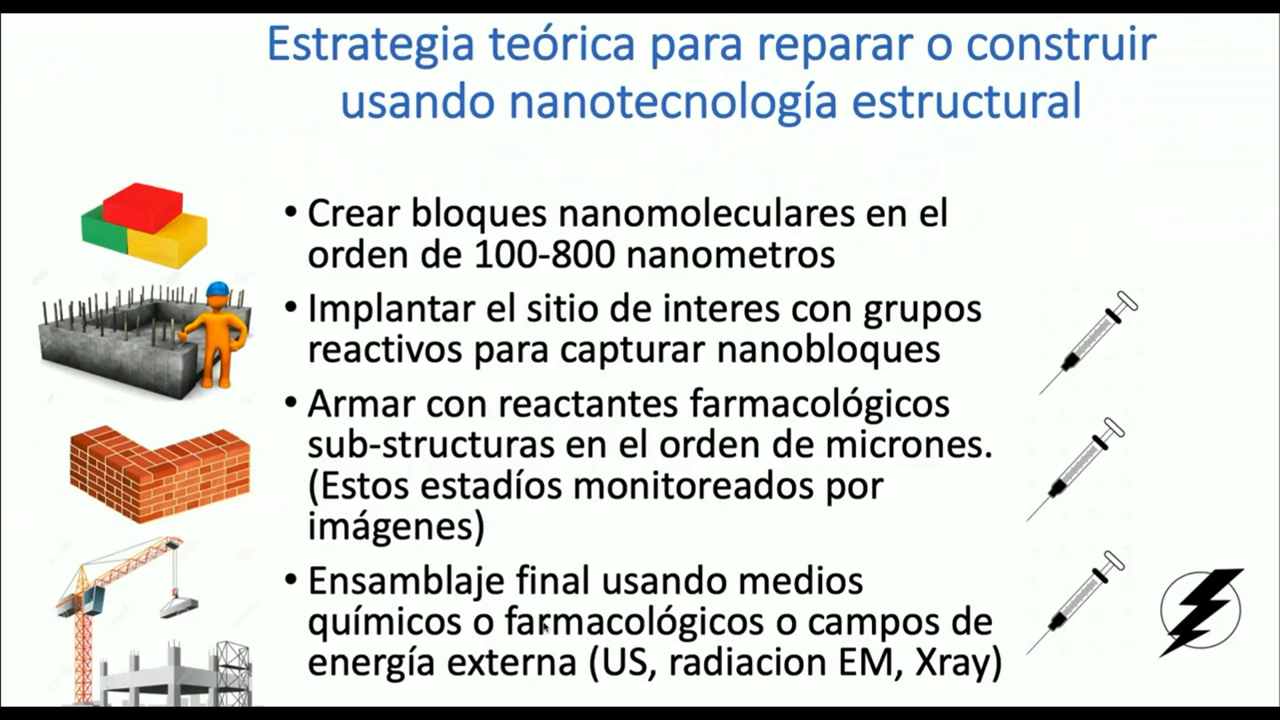 Estrategia teórica para reparar o construir
usando nanotecnología estructural
• Crear bloques nanomoleculares en el
orden de 100-800 nanometros
• Implantar el sitio de interes con grupos
reactivos para capturar nanobloques
• Armar con reactantes farmacológicos
sub-structuras en el orden de micrones.
(Estos estadíos monitoreados por
imágenes)
• Ensamblaje final usando medios
químicos o farmacológicos o campos de
energía externa (US, radiacion EM, Xray)